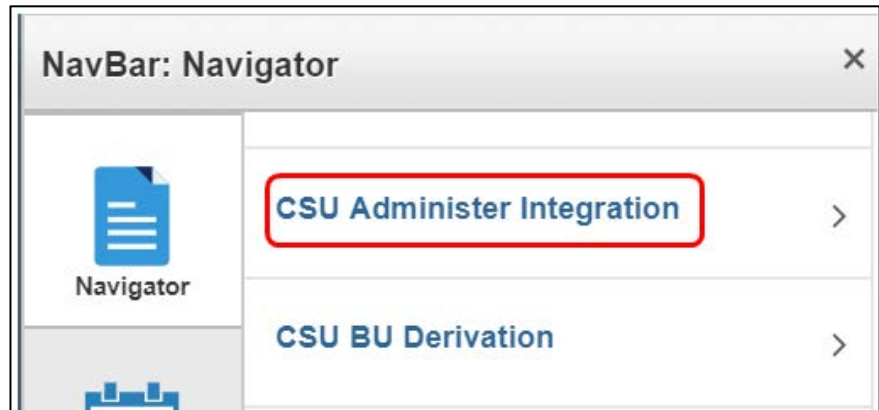 NavBar: Navigator
×
CSU Administer Integration
Navigator
CSU BU Derivation